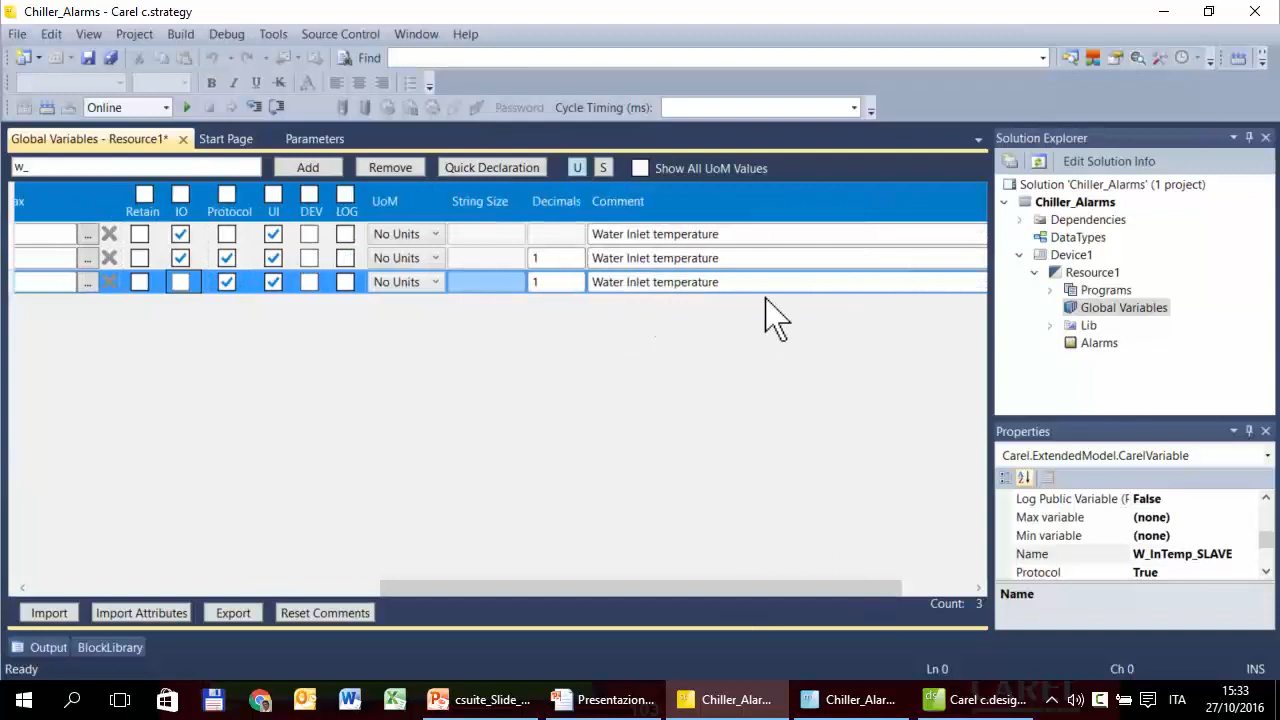 Chiller_Alarms - Carel c.strategy
File Edit View Project Build Debug Tools Source Control Window Help
Find
B I U K A
Online Password Cycle Timing (ms):
Global Variables - Resource1* Start Page Parameters
w_ Add Remove Quick Declaration U S Show All UoM Values
ax Retain IO Protocol UI DEV LOG UoM String Size Decimals Comment
... No Units Water Inlet temperature
... No Units 1 Water Inlet temperature
... No Units 1 Water Inlet temperature
Import Import Attributes Export Reset Comments Count: 3
Solution Explorer
Edit Solution Info
Solution 'Chiller_Alarms' (1 project)
Chiller_Alarms
Dependencies
DataTypes
Device1
Resource1
Programs
Global Variables
Lib
Alarms
Properties
Carel.ExtendedModel.CarelVariable
Log Public Variable (F False
Max variable (none)
Min variable (none)
Name W_InTemp_SLAVE
Protocol True
Name
Output BlockLibrary
Ready Ln 0 Ch 0 INS
csuite_Slide_... Presentazion... Chiller_Alar... Chiller_Alar... Carel c.desig... ITA 15:33
27/10/2016